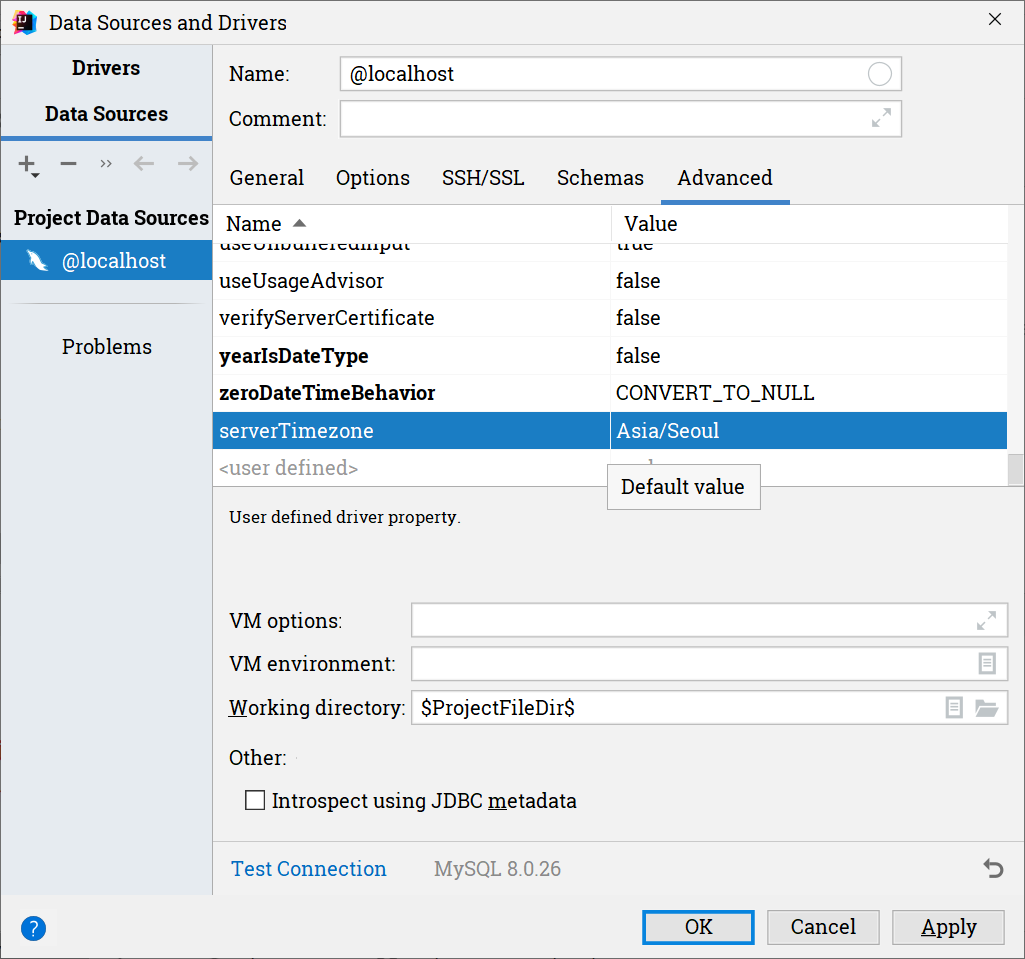 Data Sources and Drivers
Drivers
Data Sources
Project Data Sources
@localhost
Problems
Name: @localhost
Comment:
General Options SSH/SSL Schemas Advanced
Name Value
useUnbufferedInput true
useUsageAdvisor false
verifyServerCertificate false
yearIsDateType false
zeroDateTimeBehavior CONVERT_TO_NULL
serverTimezone Asia/Seoul
<user defined>
Default value
User defined driver property.
VM options:
VM environment:
Working directory: $ProjectFileDir$
Other:
Introspect using JDBC metadata
Test Connection MySQL 8.0.26
? OK Cancel Apply